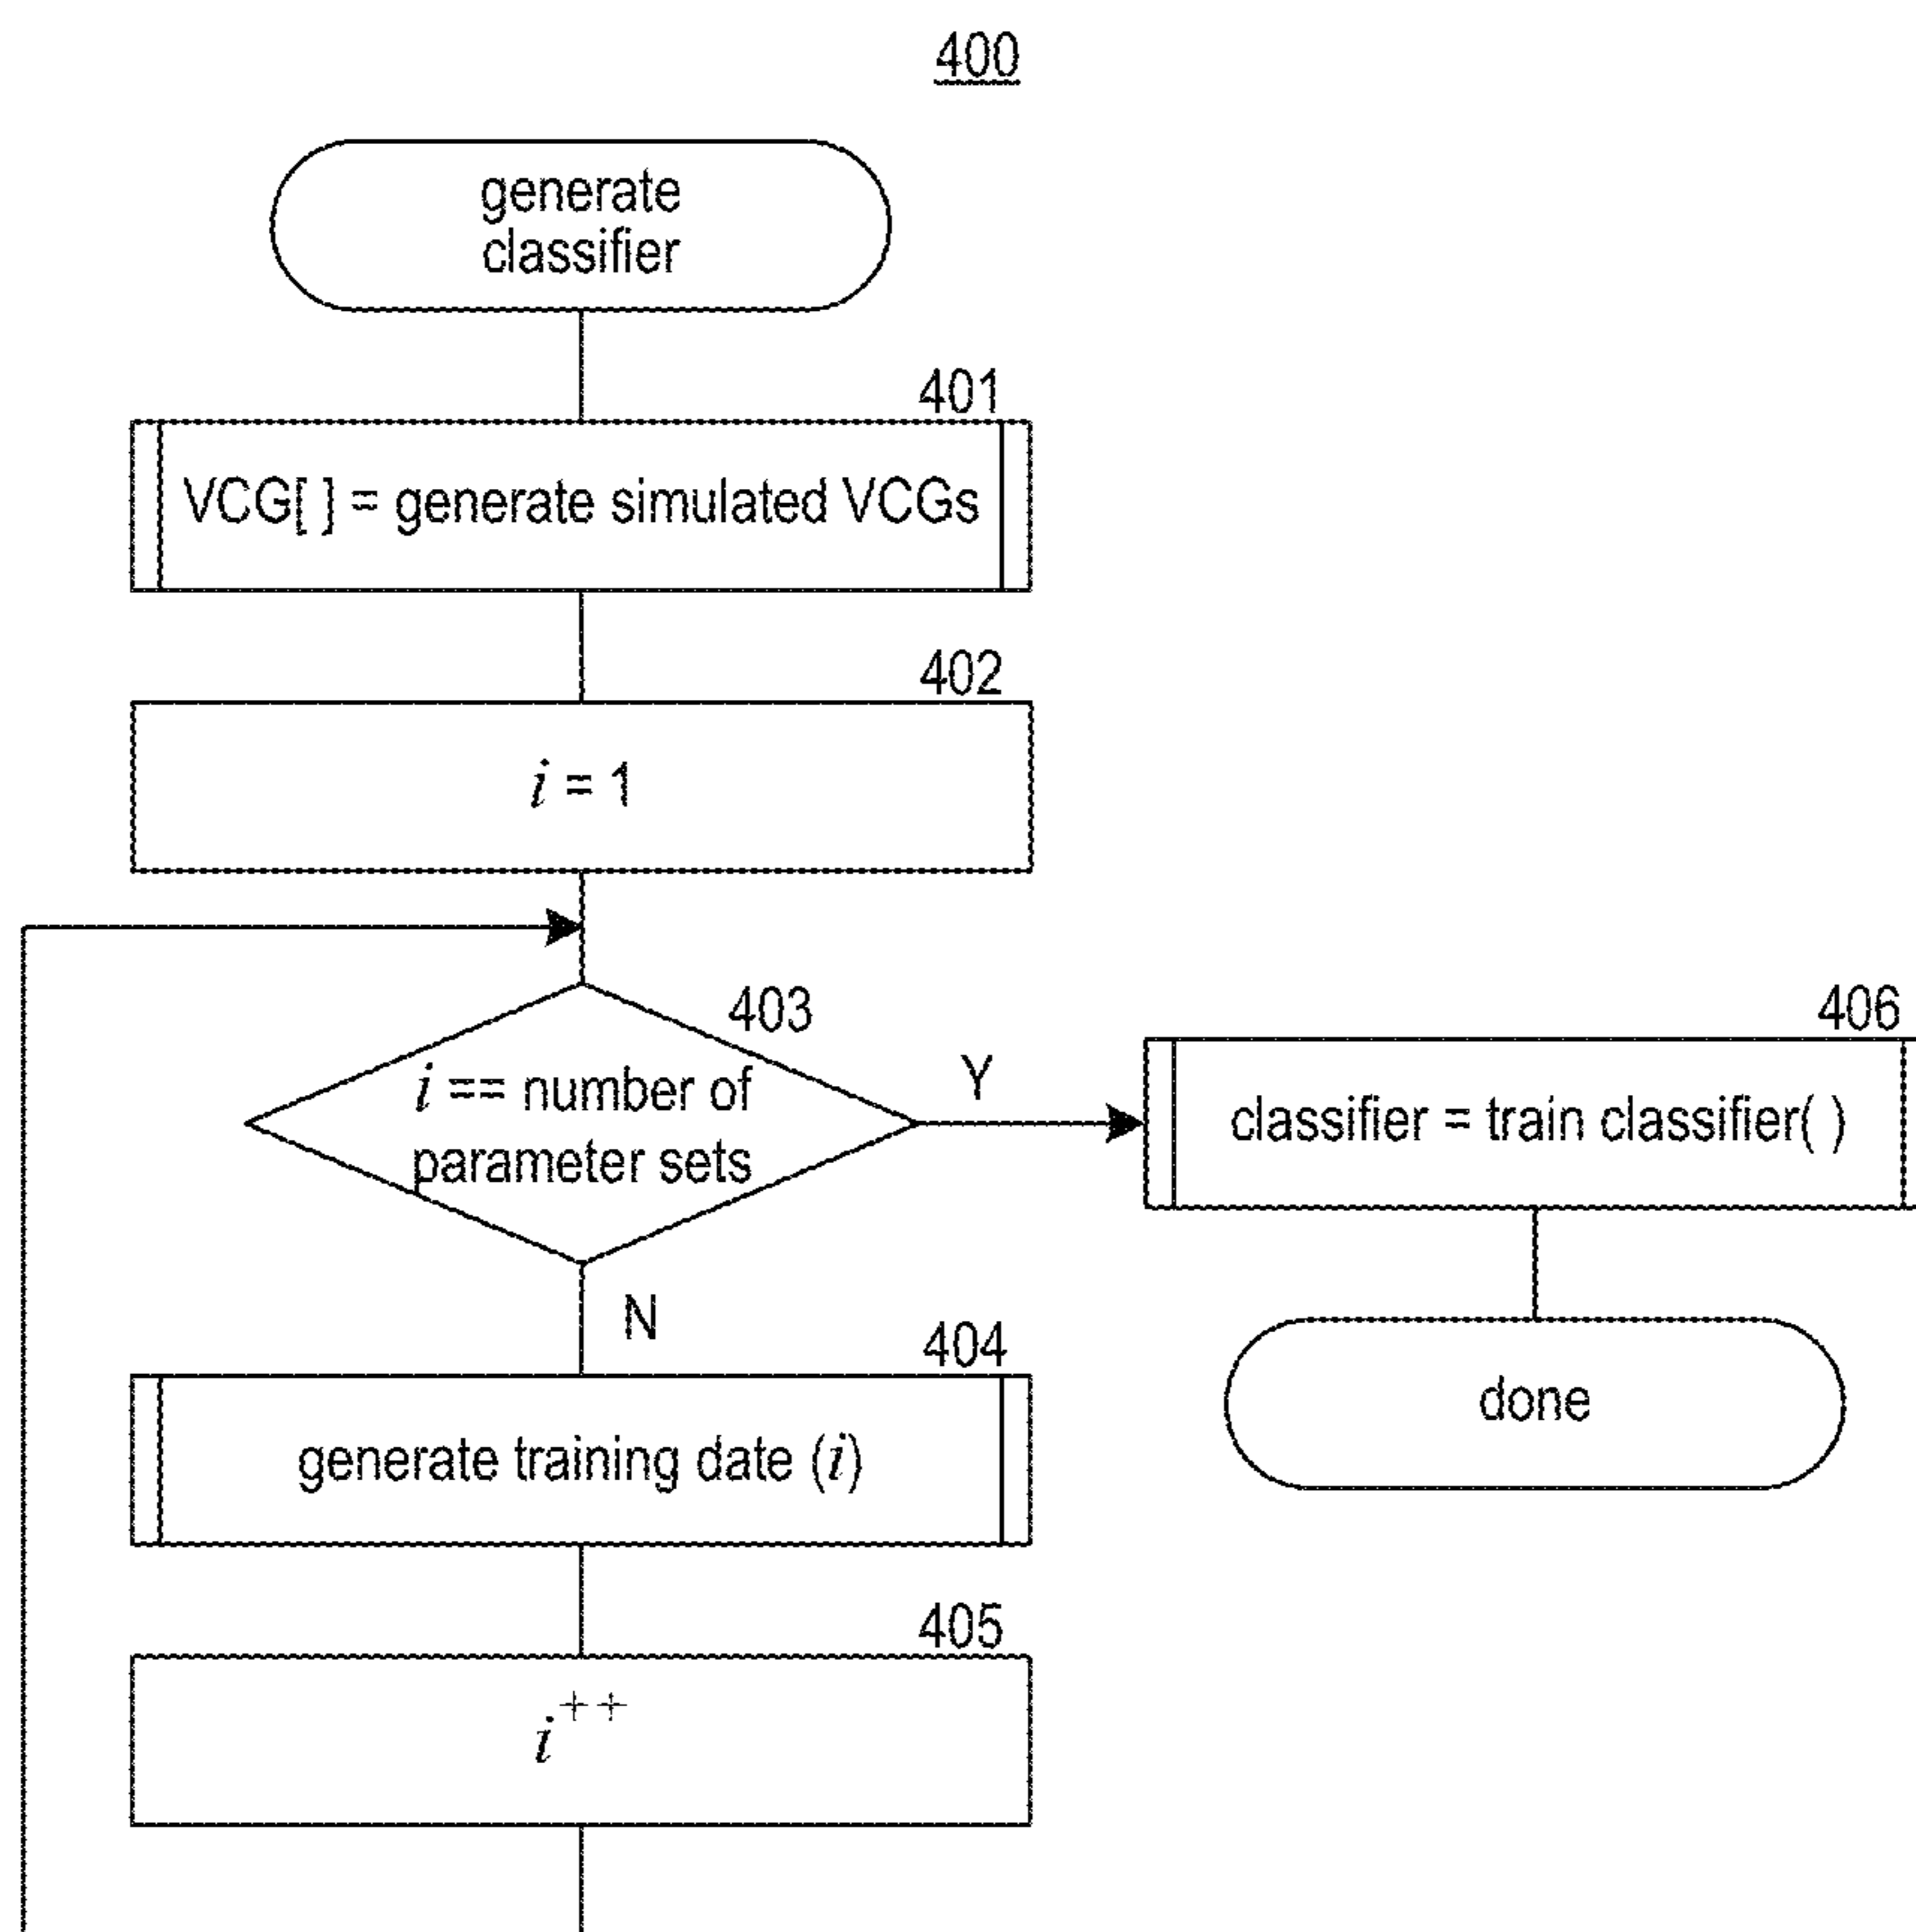 400
generate
classifier
401
VCG[ ] = generate simulated VCGs
402
i = 1
403
i == number of
parameter sets
Y
406
classifier = train classifier( )
N
404
generate training date (i)
done
405
i++